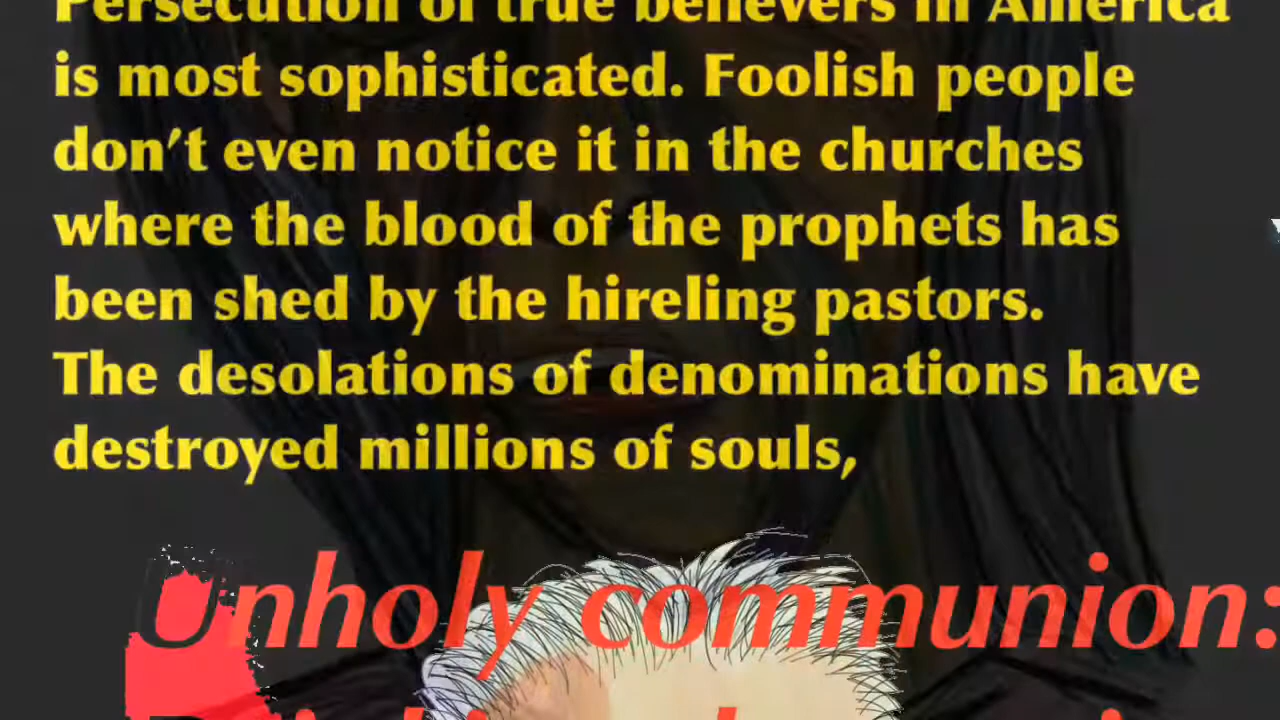 Persecution of true believers in America
is most sophisticated. Foolish people
don't even notice it in the churches
where the blood of the prophets has
been shed by the hireling pastors.
The desolations of denominations have
destroyed millions of souls,
Unholy communion: